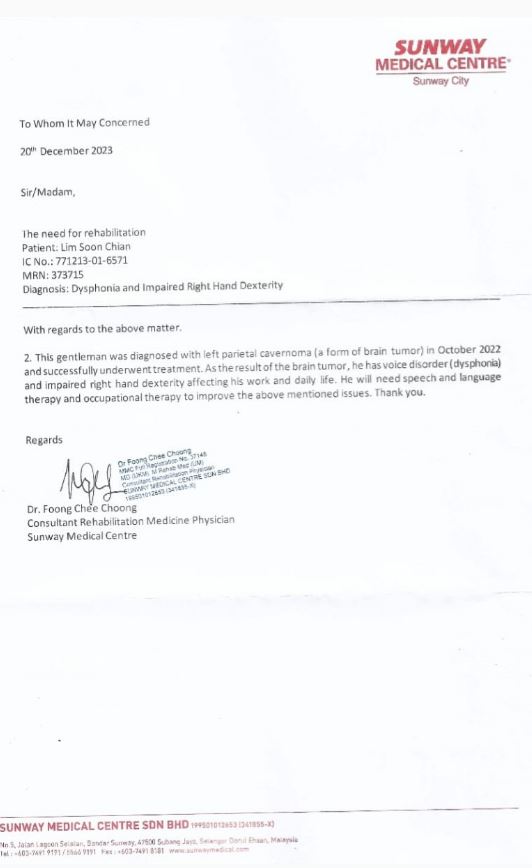 SUNWAY
MEDICAL CENTRE
Sunway City
To Whom It May Concerned
20th December 2023
Sir/Madam,
The need for rehabilitation
Patient: Lim Soon Chian
IC No.: 771213-01-6571
MRN: 373715
Diagnosis: Dysphonia and Impaired Right Hand Dexterity
With regards to the above matter.
2. This gentleman was diagnosed with left parietal cavernoma (a form of brain tumor) in October 2022
and successfully underwent treatment. As the result of the brain tumor, he has voice disorder (dysphonia)
and impaired right hand dexterity affecting his work and daily life. He will need speech and language
therapy and occupational therapy to improve the above mentioned issues. Thank you.
Regards
Dr Foong Chee Choong
MMC Full Registration No. 37145
MD (UKM) M Rehab Med (UM)
Consultant Rehabilitation Physician
SUNWAY MEDICAL CENTRE SDN BHD
199501012653 (341855-X)
Dr. Foong Chee Choong
Consultant Rehabilitation Medicine Physician
Sunway Medical Centre
SUNWAY MEDICAL CENTRE SDN BHD 199501012653 (341855-X)
No.5, Jalan Lagoon Selatan, Bandar Sunway, 47500 Subang Jaya, Selangor Darul Ehsan, Malaysia
Tel : +603-7491 9191 / 5566 9191 Fax : +603-7491 8181 www.sunwaymedical.com